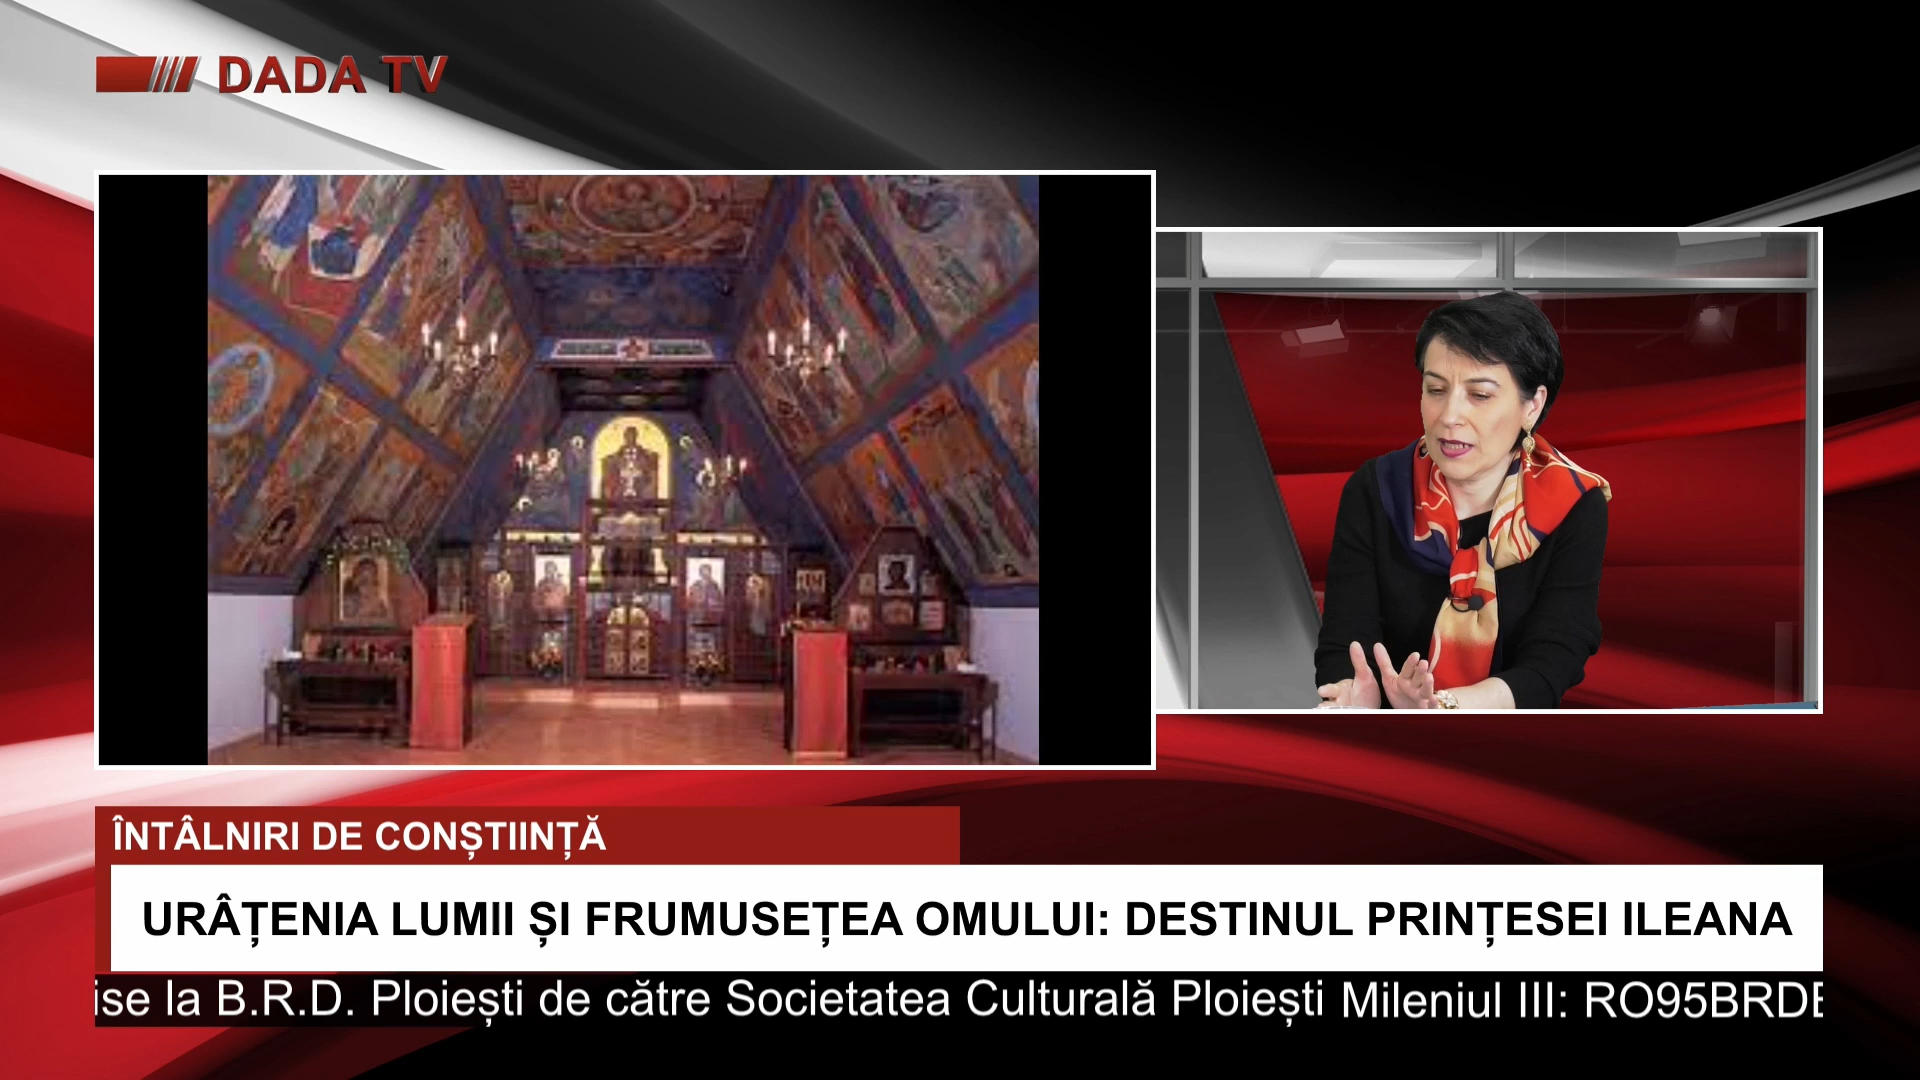 DADA TV
ÎNTÂLNIRI DE CONȘTIINȚĂ
URÂȚENIA LUMII ȘI FRUMUSEȚEA OMULUI: DESTINUL PRINȚESEI ILEANA
ise la B.R.D. Ploiești de către Societatea Culturală Ploiești Mileniul III: RO95BRDE